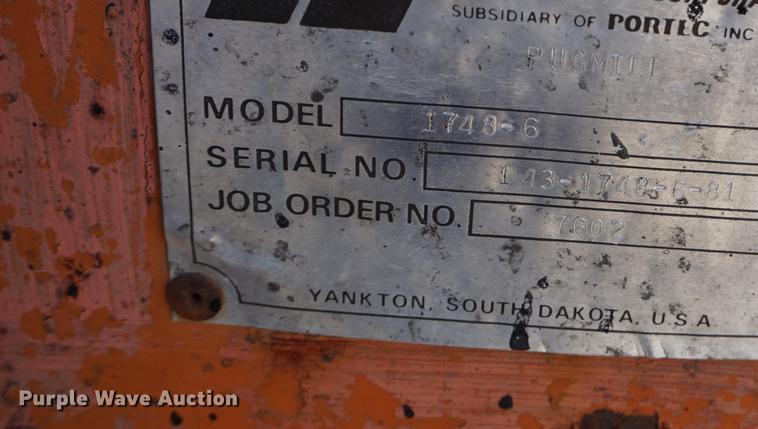 SUBSIDIARY OF PORTEC INC
PUGMILL
MODEL 1748-6
SERIAL NO. 143-1748-6-81
JOB ORDER NO. 7602
YANKTON, SOUTH DAKOTA, U.S.A
Purple Wave Auction